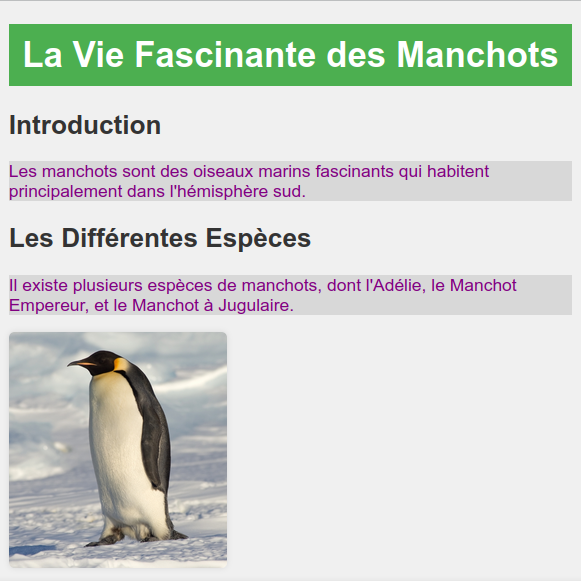 La Vie Fascinante des Manchots
Introduction
Les manchots sont des oiseaux marins fascinants qui habitent
principalement dans l'hémisphère sud.
Les Différentes Espèces
Il existe plusieurs espèces de manchots, dont l'Adélie, le Manchot
Empereur, et le Manchot à Jugulaire.